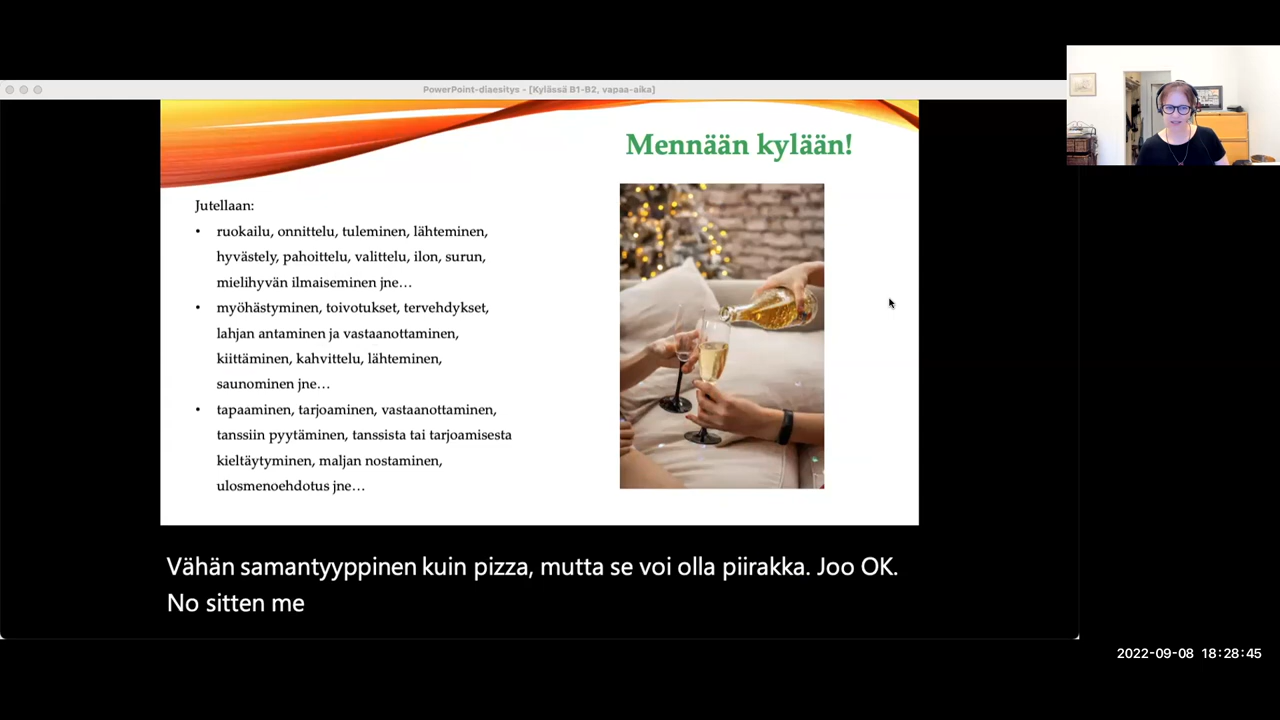 PowerPoint-diaesitys - [Kylässä B1-B2, vapaa-aika]
Mennään kylään!
Jutellaan:
• ruokailu, onnittelu, tuleminen, lähteminen,
hyvästely, pahoittelu, valittelu, ilon, surun,
mielihyvän ilmaiseminen jne…
• myöhästyminen, toivotukset, tervehdykset,
lahjan antaminen ja vastaanottaminen,
kiittäminen, kahvittelu, lähteminen,
saunominen jne…
• tapaaminen, tarjoaminen, vastaanottaminen,
tanssiin pyytäminen, tanssista tai tarjoamisesta
kieltäytyminen, maljan nostaminen,
ulosmenoehdotus jne…
Vähän samantyyppinen kuin pizza, mutta se voi olla piirakka. Joo OK.
No sitten me
2022-09-08 18:28:45